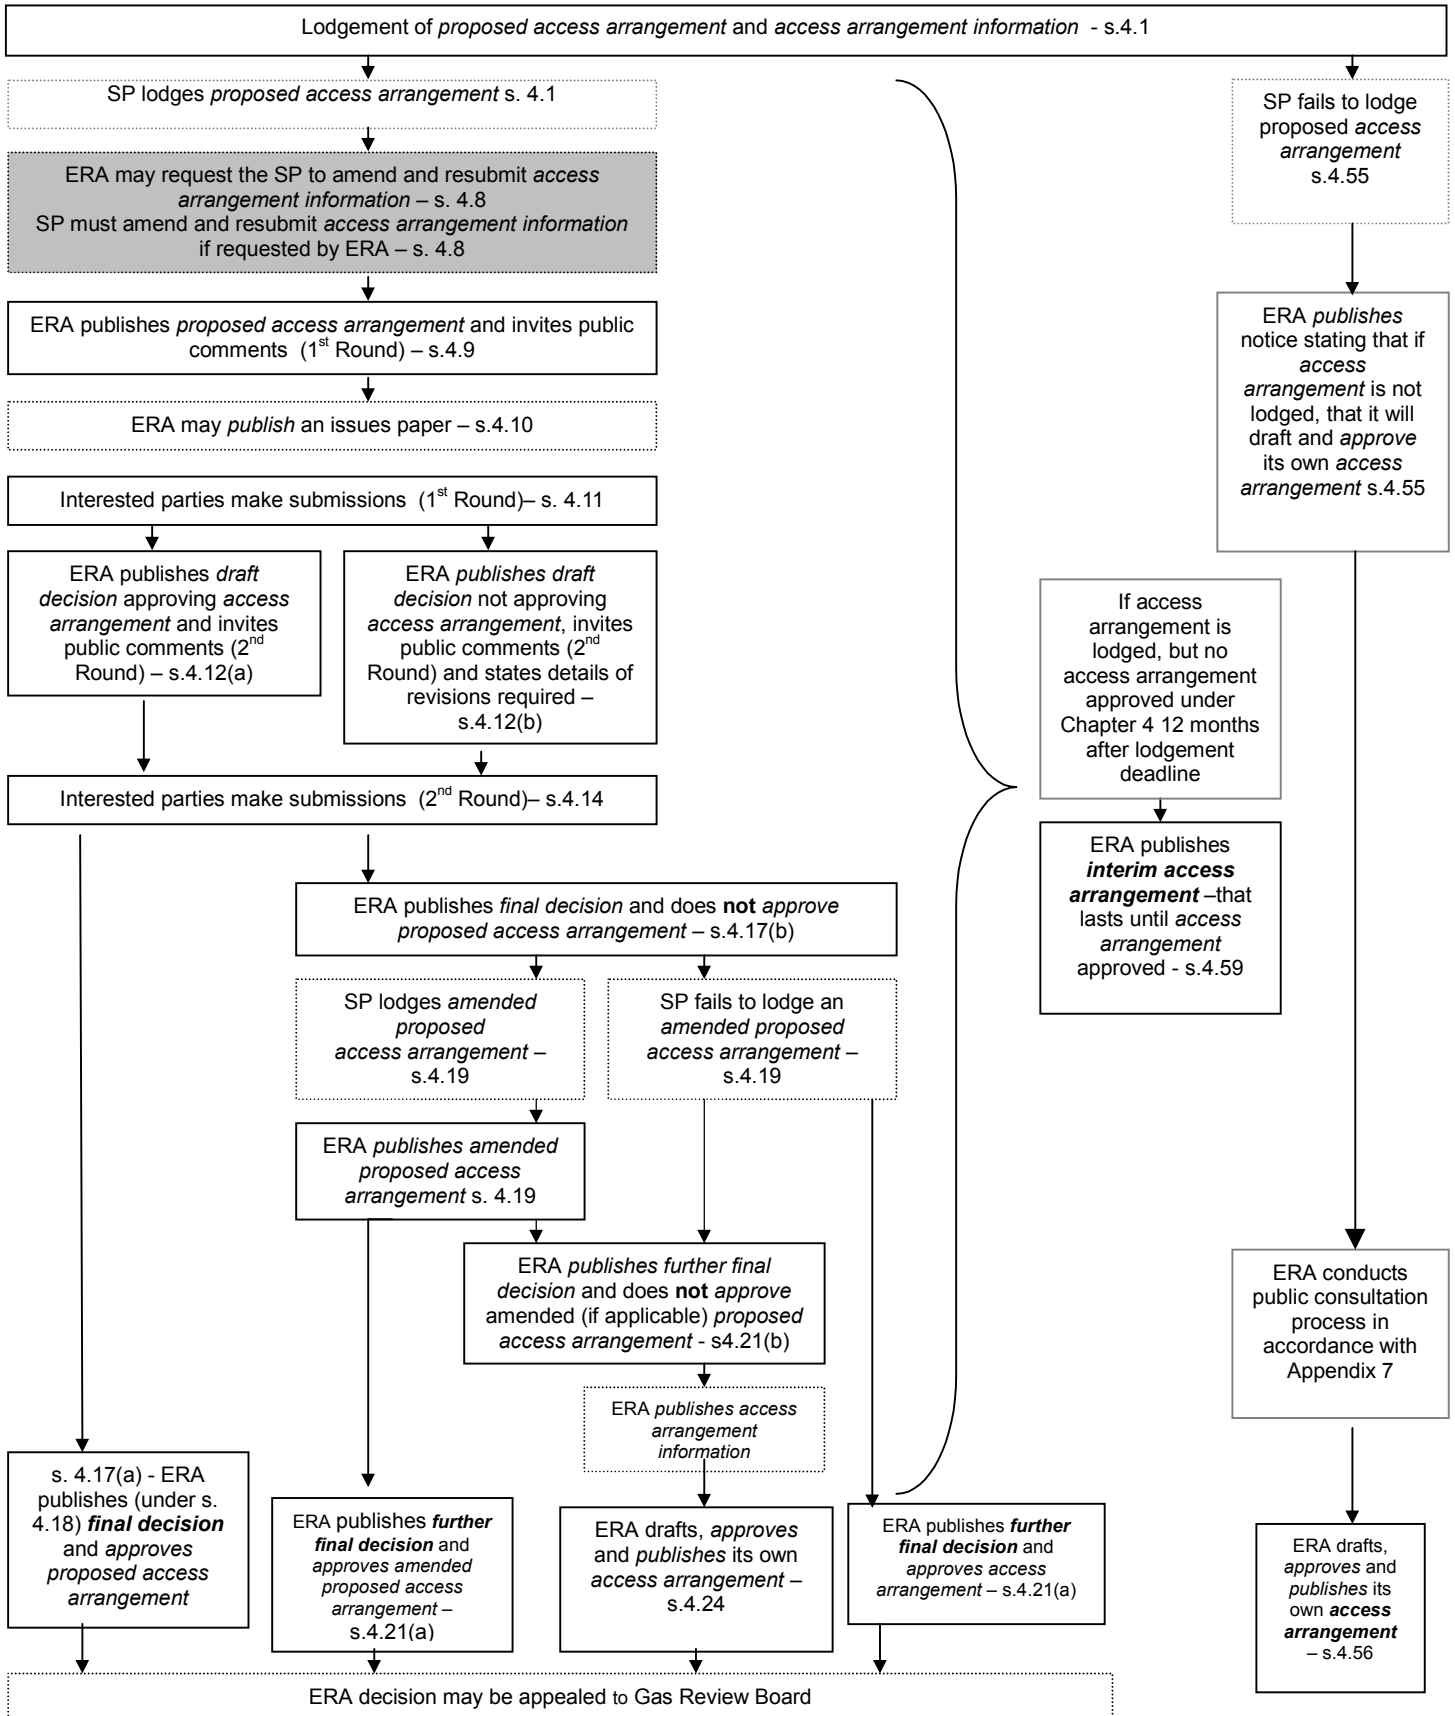 Lodgement of proposed access arrangement and access arrangement information - s.4.1
SP lodges proposed access arrangement s. 4.1
ERA may request the SP to amend and resubmit access
arrangement information – s. 4.8
SP must amend and resubmit access arrangement information
if requested by ERA – s. 4.8
ERA publishes proposed access arrangement and invites public
comments (1st Round) – s.4.9
ERA may publish an issues paper – s.4.10
Interested parties make submissions (1st Round)– s. 4.11
ERA publishes draft
decision approving access
arrangement and invites
public comments (2nd
Round) – s.4.12(a)
ERA publishes draft
decision not approving
access arrangement, invites
public comments (2nd
Round) and states details of
revisions required –
s.4.12(b)
Interested parties make submissions (2nd Round)– s.4.14
ERA publishes final decision and does not approve
proposed access arrangement – s.4.17(b)
SP lodges amended
proposed
access arrangement –
s.4.19
SP fails to lodge an
amended proposed
access arrangement –
s.4.19
ERA publishes amended
proposed access
arrangement s. 4.19
ERA publishes further final
decision and does not approve
amended (if applicable) proposed
access arrangement - s4.21(b)
ERA publishes access
arrangement
information
s. 4.17(a) - ERA
publishes (under s.
4.18) final decision
and approves
proposed access
arrangement
ERA publishes further
final decision and
approves amended
proposed access
arrangement –
s.4.21(a)
ERA drafts, approves
and publishes its own
access arrangement –
s.4.24
ERA publishes further
final decision and
approves access
arrangement – s.4.21(a)
ERA decision may be appealed to Gas Review Board
If access
arrangement is
lodged, but no
access arrangement
approved under
Chapter 4 12 months
after lodgement
deadline
ERA publishes
interim access
arrangement –that
lasts until access
arrangement
approved - s.4.59
SP fails to lodge
proposed access
arrangement
s.4.55
ERA publishes
notice stating that if
access
arrangement is not
lodged, that it will
draft and approve
its own access
arrangement s.4.55
ERA conducts
public consultation
process in
accordance with
Appendix 7
ERA drafts,
approves and
publishes its
own access
arrangement
– s.4.56